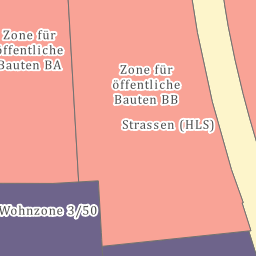 Zone für
öffentliche
Bauten BA
Zone für
öffentliche
Bauten BB
Strassen (HLS)
Wohnzone 3/50